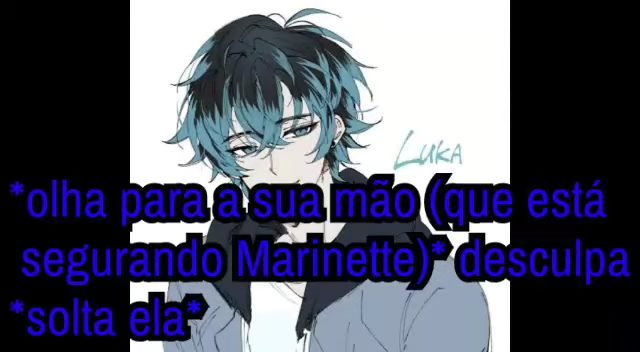 LUKA
*olha para a sua mão (que está
segurando Marinette)* desculpa
*solta ela*